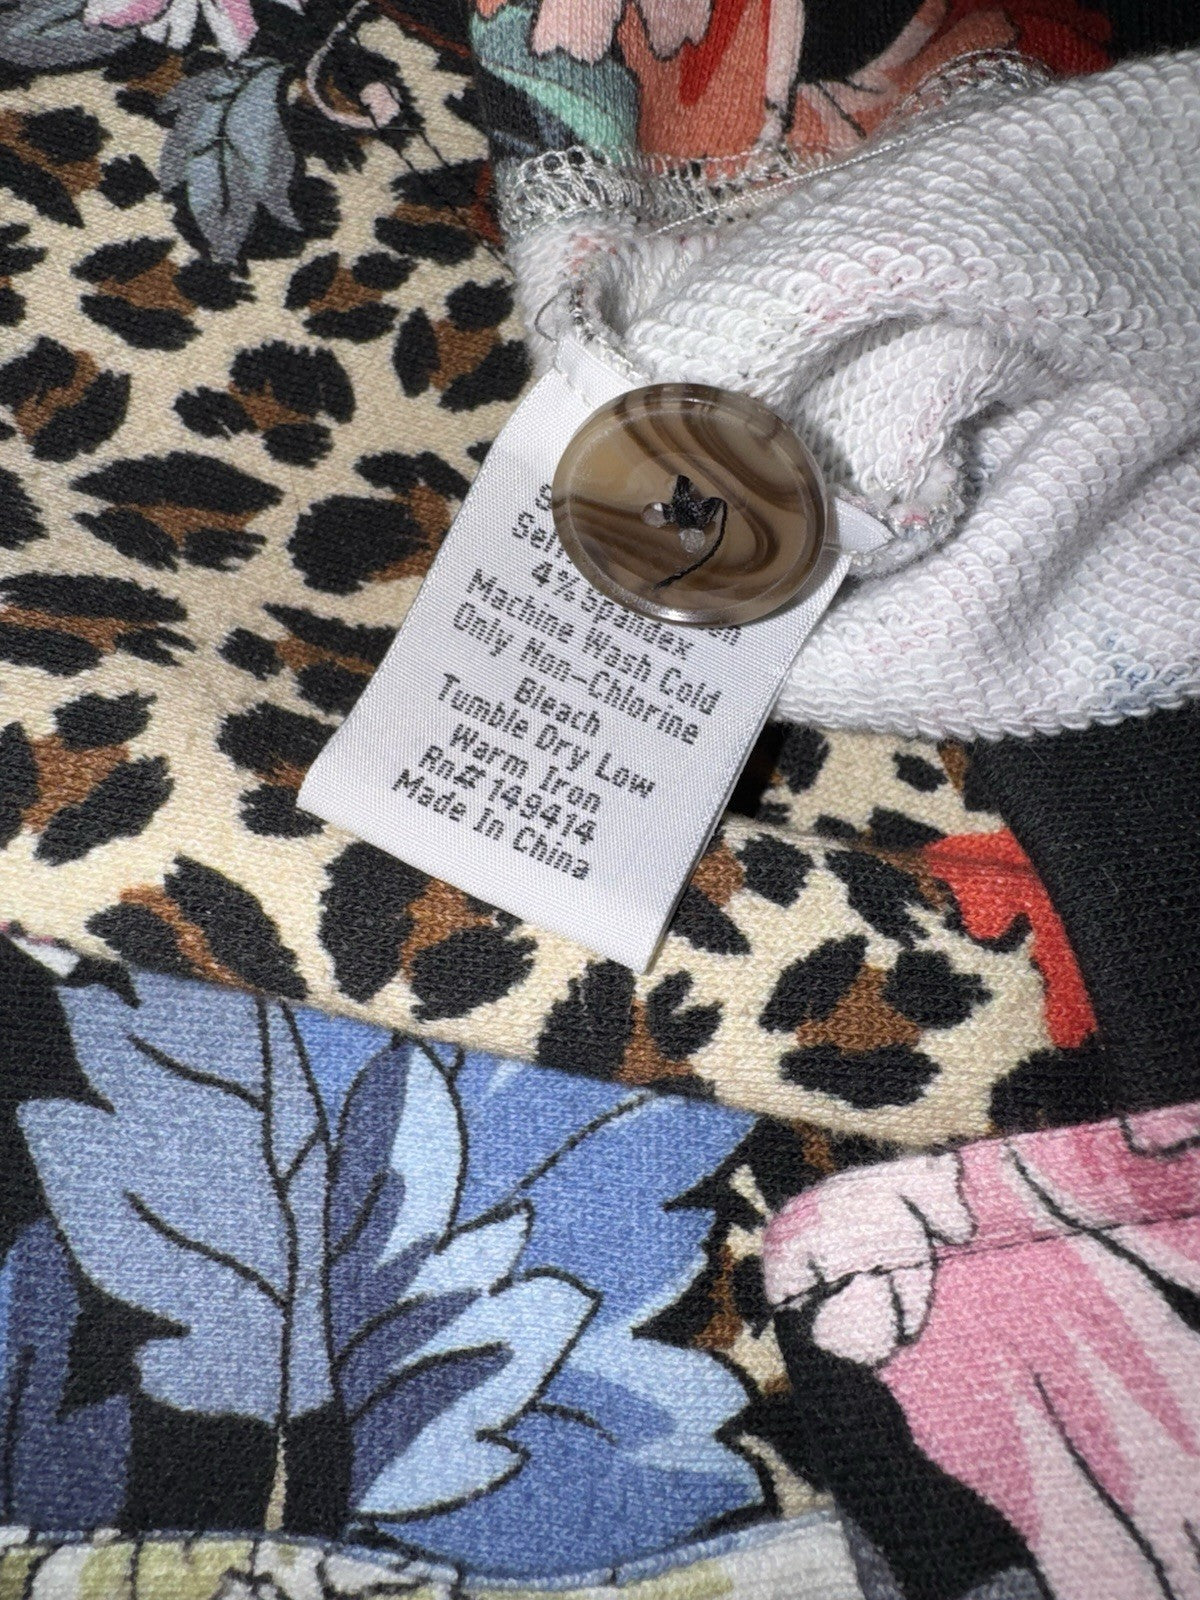 4% Spandex
Machine Wash Cold
Only Non-Chlorine
Bleach
Tumble Dry Low
Warm Iron
Rn# 149414
Made In China